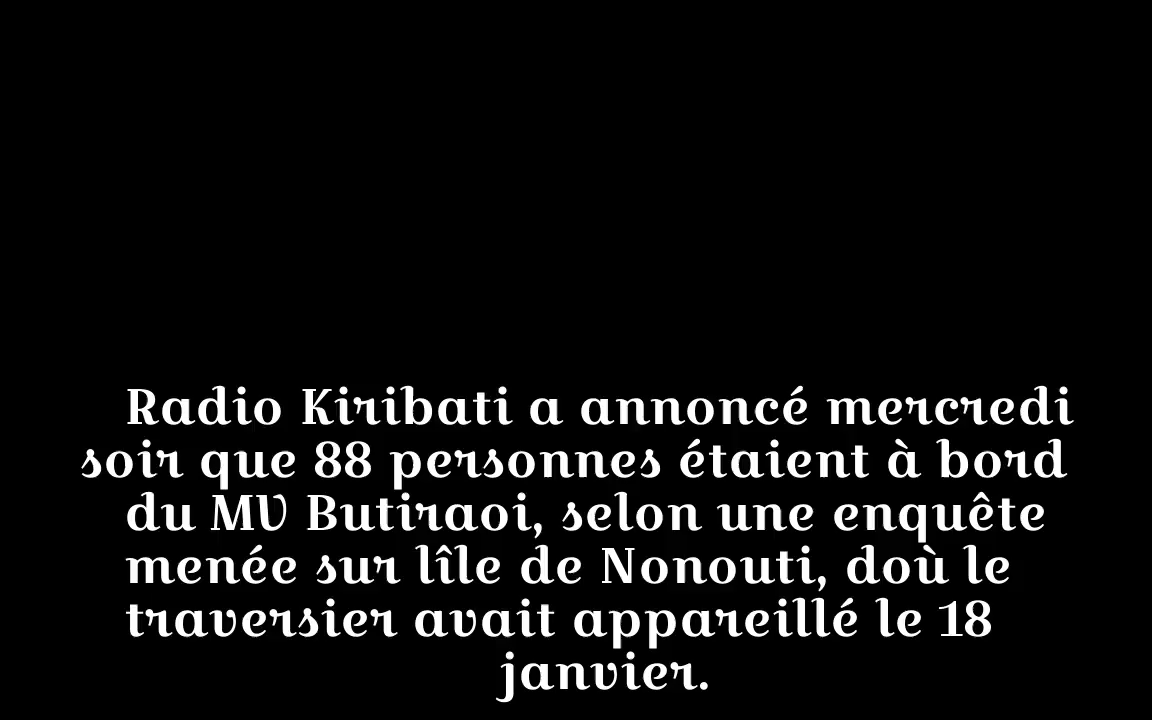 Radio Kiribati a annoncé mercredi
soir que 88 personnes étaient à bord
du MV Butiraoi, selon une enquête
menée sur lîle de Nonouti, doù le
traversier avait appareillé le 18
janvier.